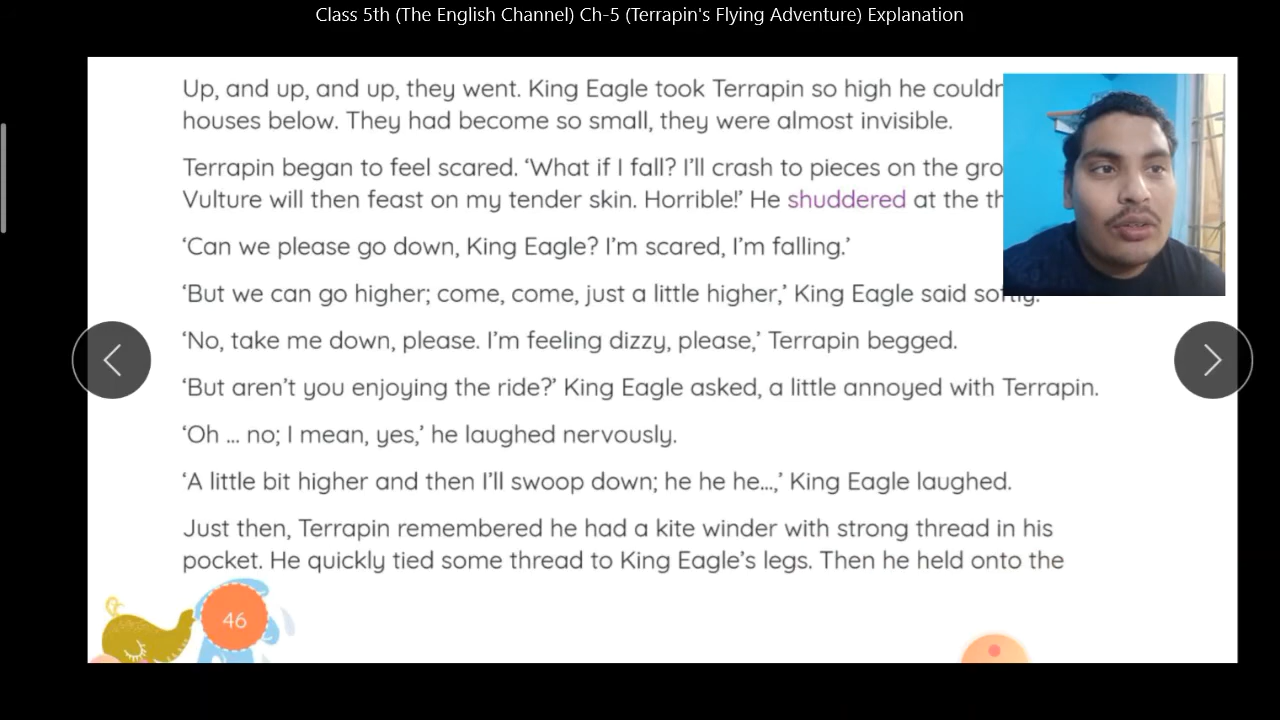 Class 5th (The English Channel) Ch-5 (Terrapin's Flying Adventure) Explanation
Up, and up, and up, they went. King Eagle took Terrapin so high he
houses below. They had become so small, they were almost invisible.
Terrapin began to feel scared. ‘What if I fall? I’ll crash to pieces on the
Vulture will then feast on my tender skin. Horrible!’ He shuddered at the
‘Can we please go down, King Eagle? I’m scared, I’m falling.’
‘But we can go higher; come, come, just a little higher,’ King Eagle said softly.
‘No, take me down, please. I’m feeling dizzy, please,’ Terrapin begged.
‘But aren’t you enjoying the ride?’ King Eagle asked, a little annoyed with Terrapin.
‘Oh ... no; I mean, yes,’ he laughed nervously.
‘A little bit higher and then I’ll swoop down; he he he...,’ King Eagle laughed.
Just then, Terrapin remembered he had a kite winder with strong thread in his
pocket. He quickly tied some thread to King Eagle’s legs. Then he held onto the
46